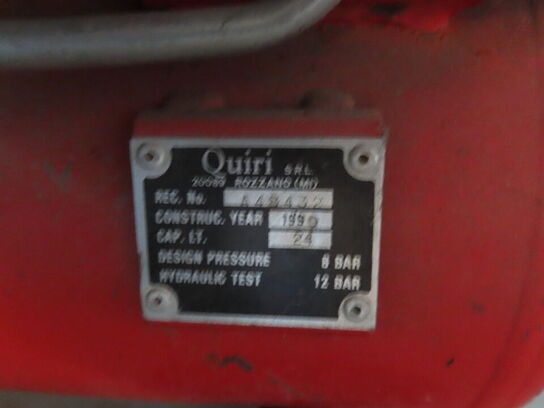 Quiri S.R.L.
20089 ROZZANO (MI)
REG. No.
CONSTRUC. YEAR 1990
CAP. LT. 24
DESIGN PRESSURE 8 BAR
HYDRAULIC TEST 12 BAR